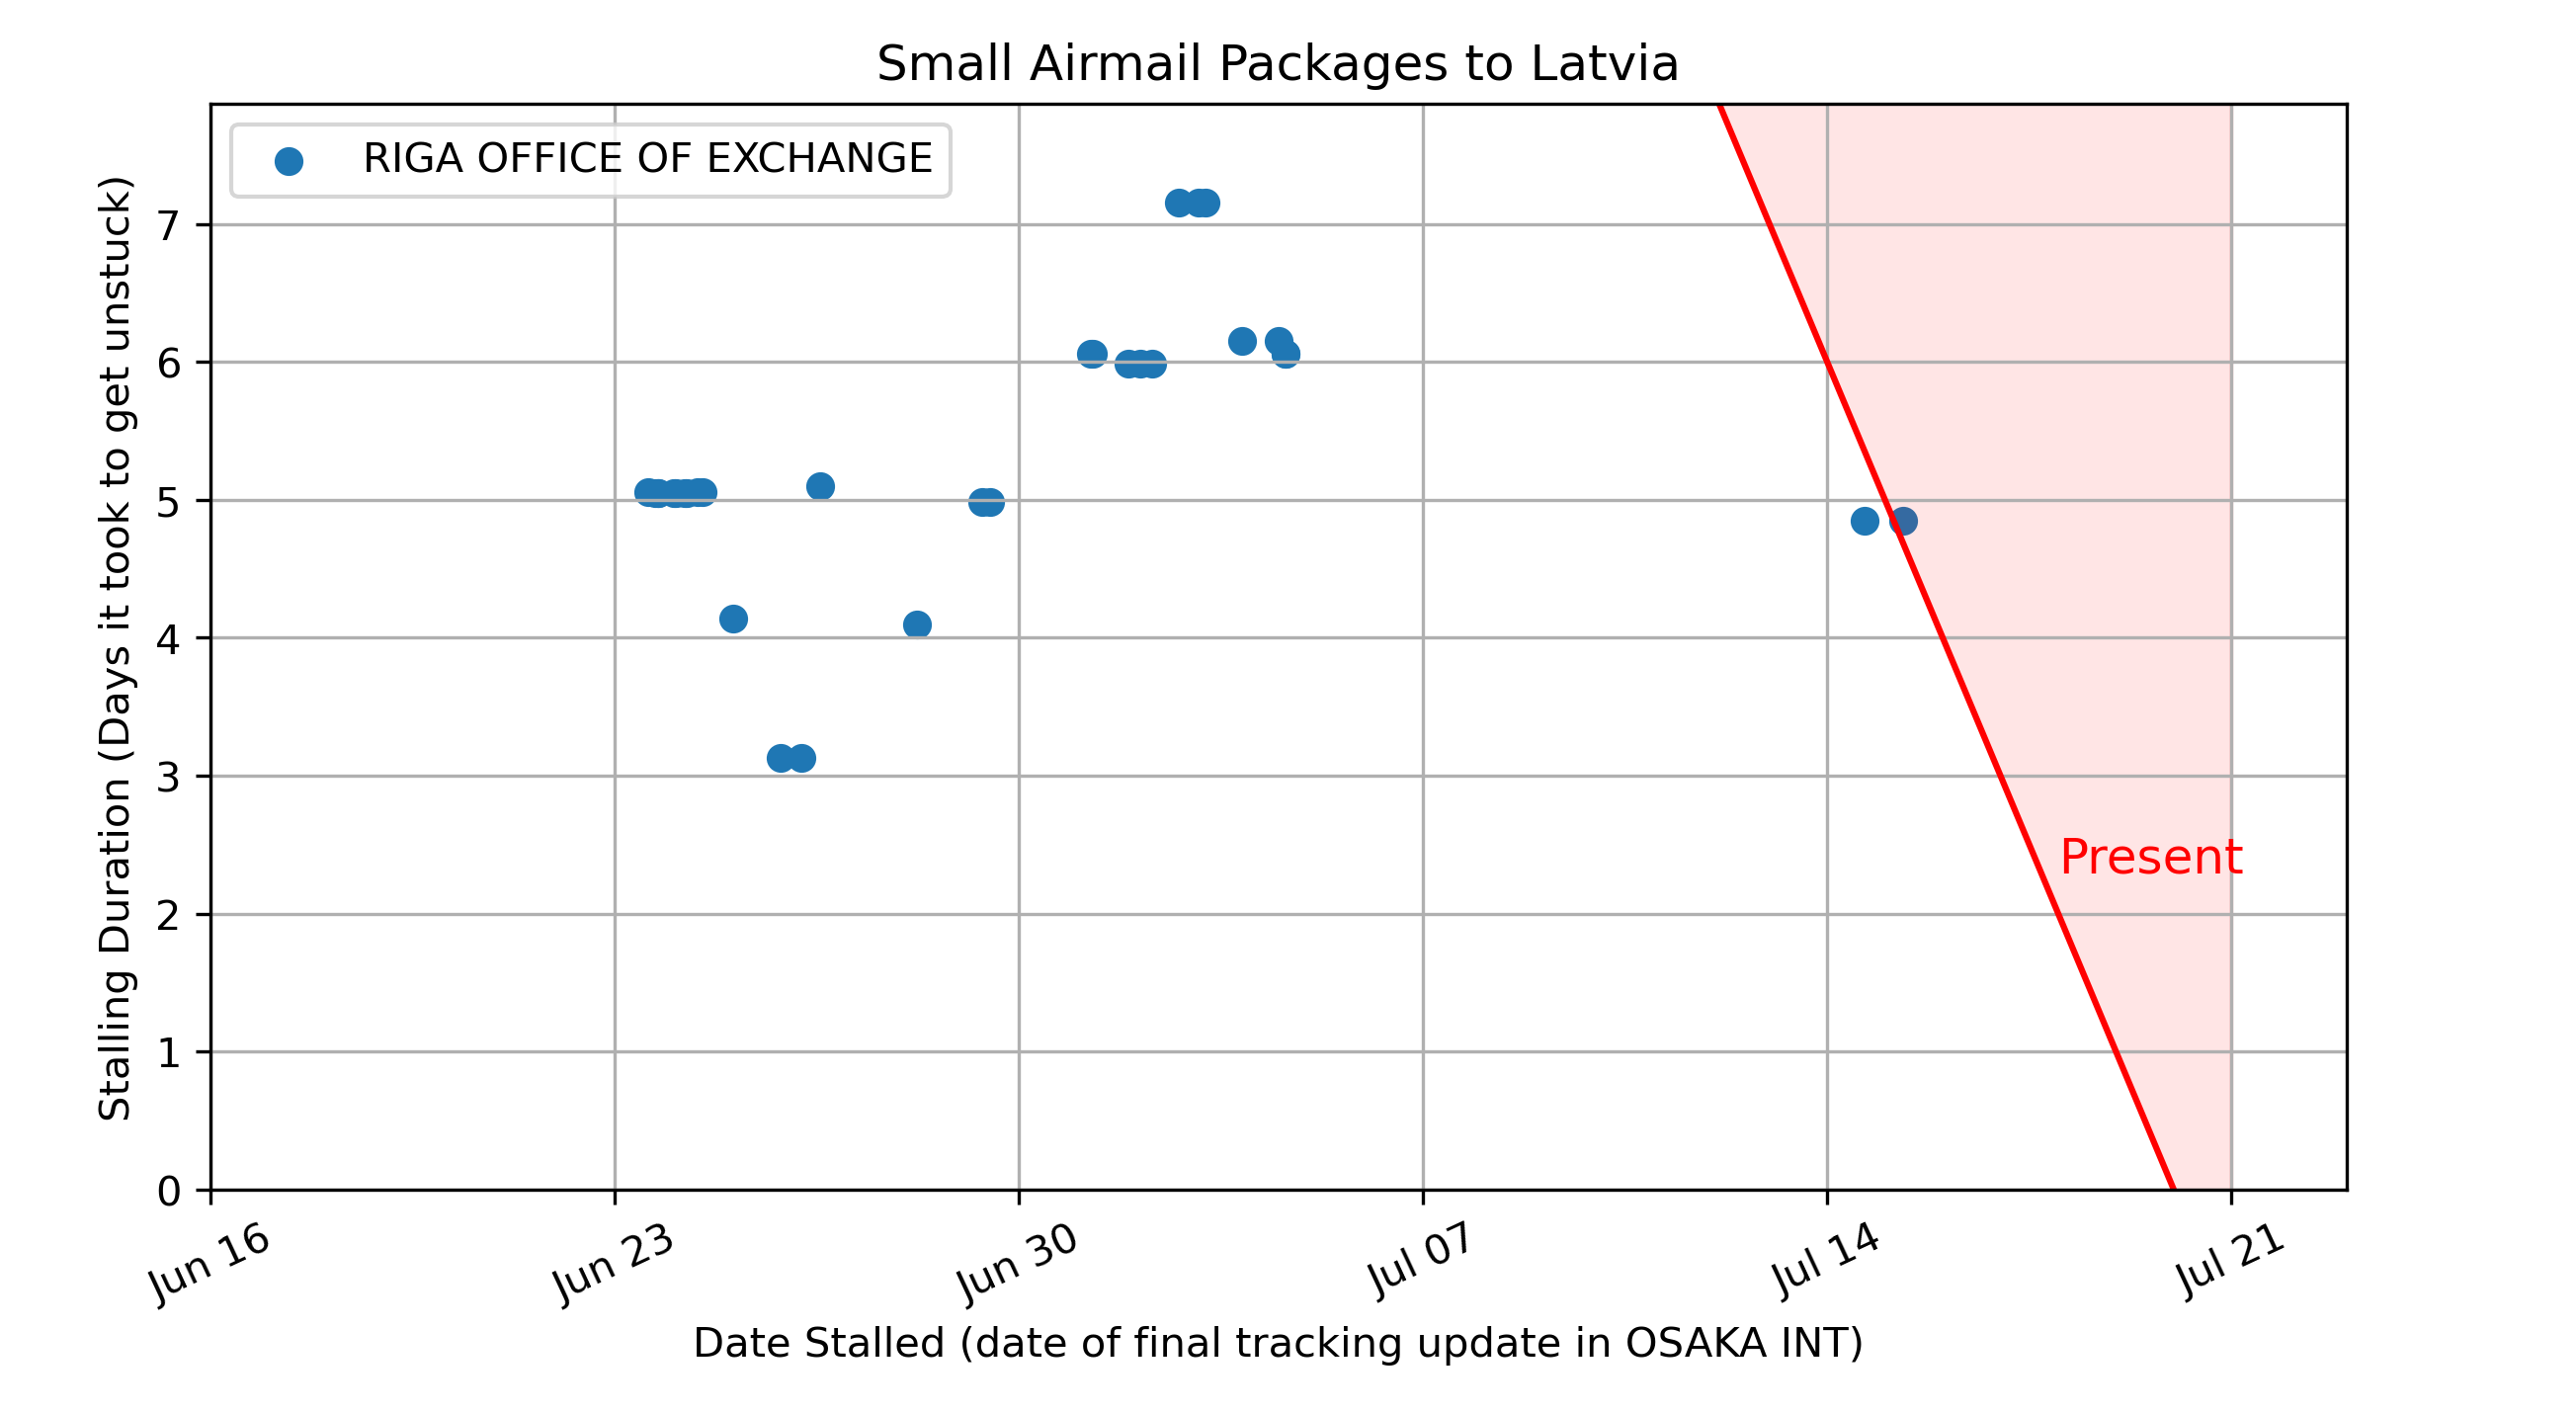 Small Airmail Packages to Latvia
RIGA OFFICE OF EXCHANGE
Stalling Duration (Days it took to get unstuck)
7
6
5
4
3
2
1
0
Present
Jun 16
Jun 23
Jun 30
Jul 07
Jul 14
Jul 21
Date Stalled (date of final tracking update in OSAKA INT)